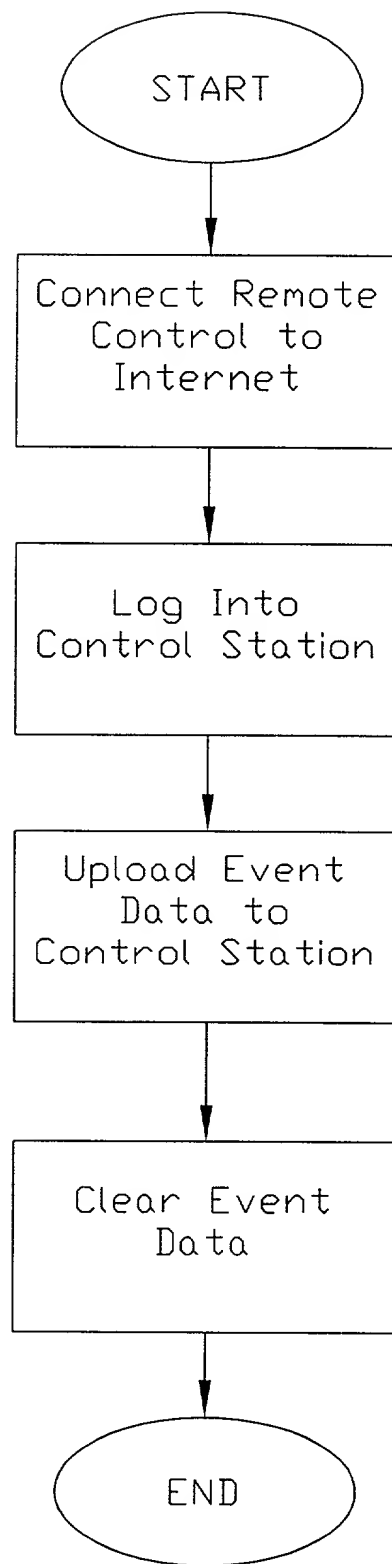 START
Connect Remote
Control to
Internet
Log Into
Control Station
Upload Event
Data to
Control Station
Clear Event
Data
END